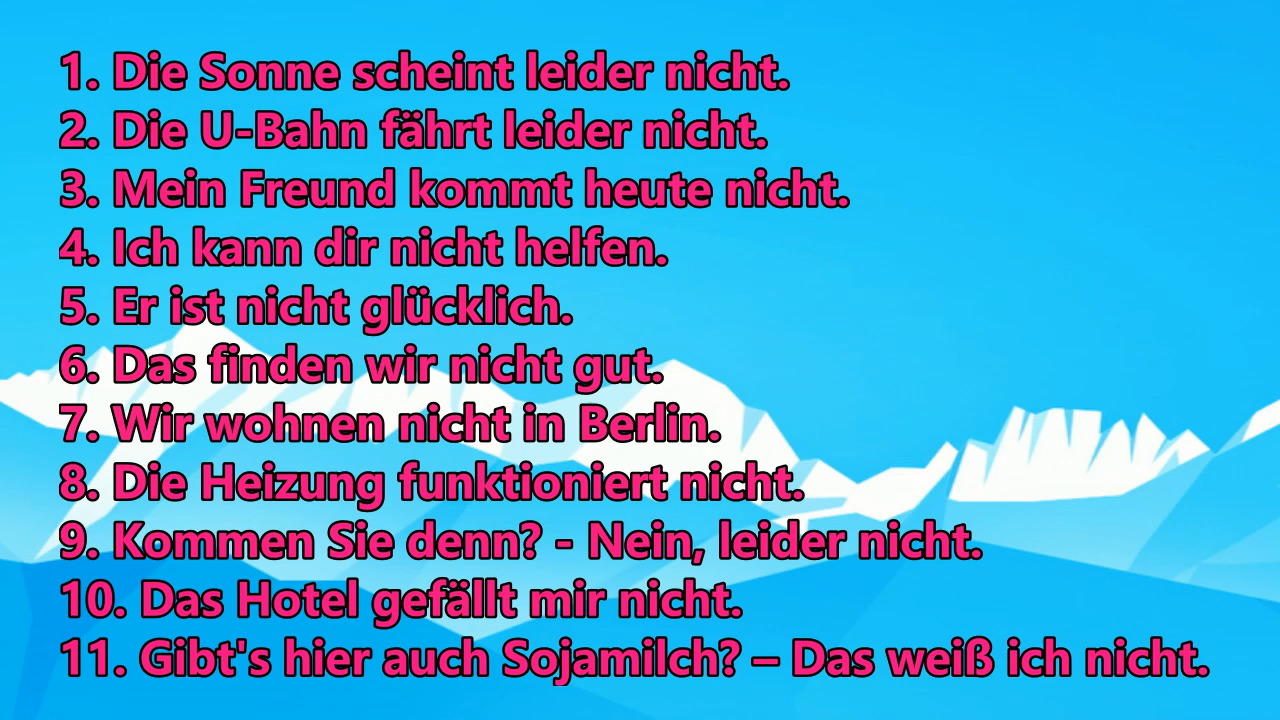 1. Die Sonne scheint leider nicht.
2. Die U-Bahn fährt leider nicht.
3. Mein Freund kommt heute nicht.
4. Ich kann dir nicht helfen.
5. Er ist nicht glücklich.
6. Das finden wir nicht gut.
7. Wir wohnen nicht in Berlin.
8. Die Heizung funktioniert nicht.
9. Kommen Sie denn? - Nein, leider nicht.
10. Das Hotel gefällt mir nicht.
11. Gibt's hier auch Sojamilch? – Das weiß ich nicht.